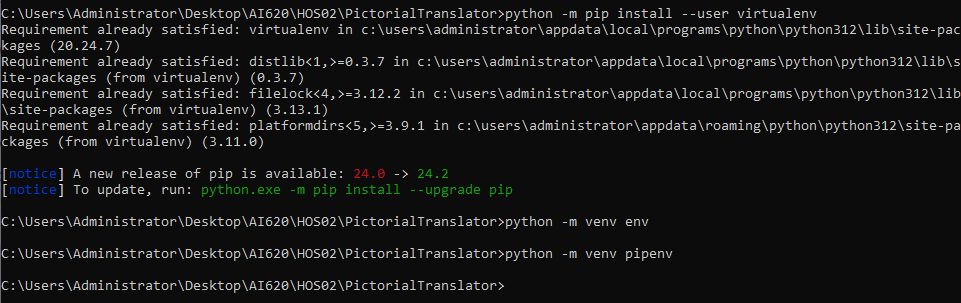 C:\Users\Administrator\Desktop\AI620\HOS02\PictorialTranslator>python -m pip install --user virtualenv
Requirement already satisfied: virtualenv in c:\users\administrator\appdata\local\programs\python\python312\lib\site-pac
kages (20.24.7)
Requirement already satisfied: distlib<1,>=0.3.7 in c:\users\administrator\appdata\local\programs\python\python312\lib\s
ite-packages (from virtualenv) (0.3.7)
Requirement already satisfied: filelock<4,>=3.12.2 in c:\users\administrator\appdata\local\programs\python\python312\lib
\site-packages (from virtualenv) (3.13.1)
Requirement already satisfied: platformdirs<5,>=3.9.1 in c:\users\administrator\appdata\roaming\python\python312\site-pa
ckages (from virtualenv) (3.11.0)
[notice] A new release of pip is available: 24.0 -> 24.2
[notice] To update, run: python.exe -m pip install --upgrade pip
C:\Users\Administrator\Desktop\AI620\HOS02\PictorialTranslator>python -m venv env
C:\Users\Administrator\Desktop\AI620\HOS02\PictorialTranslator>python -m venv pipenv
C:\Users\Administrator\Desktop\AI620\HOS02\PictorialTranslator>